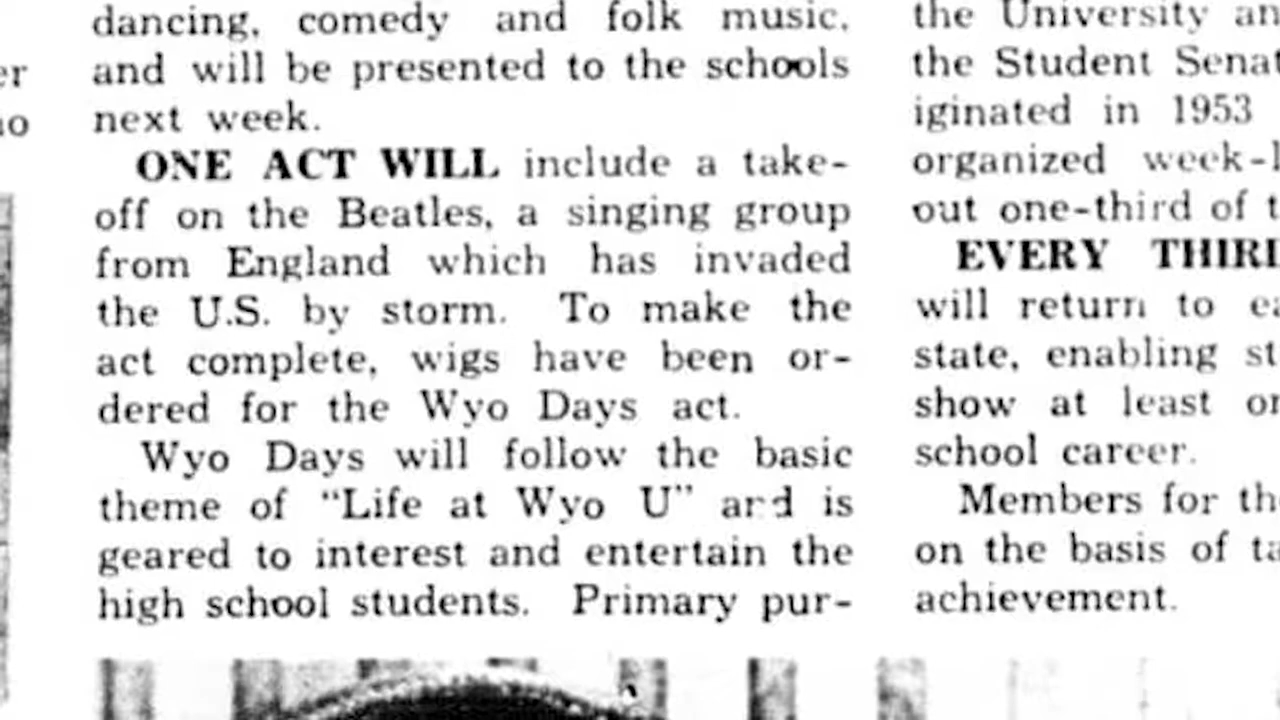 er
no
dancing, comedy and folk music,
and will be presented to the schools
next week.
ONE ACT WILL include a take-
off on the Beatles, a singing group
from England which has invaded
the U.S. by storm. To make the
act complete, wigs have been or-
dered for the Wyo Days act.
Wyo Days will follow the basic
theme of “Life at Wyo U” and is
geared to interest and entertain the
high school students. Primary pur-
the University an
the Student Senat
iginated in 1953
organized week-l
out one-third of t
EVERY THIRD
will return to ea
state, enabling st
show at least on
school career.
Members for th
on the basis of ta
achievement.